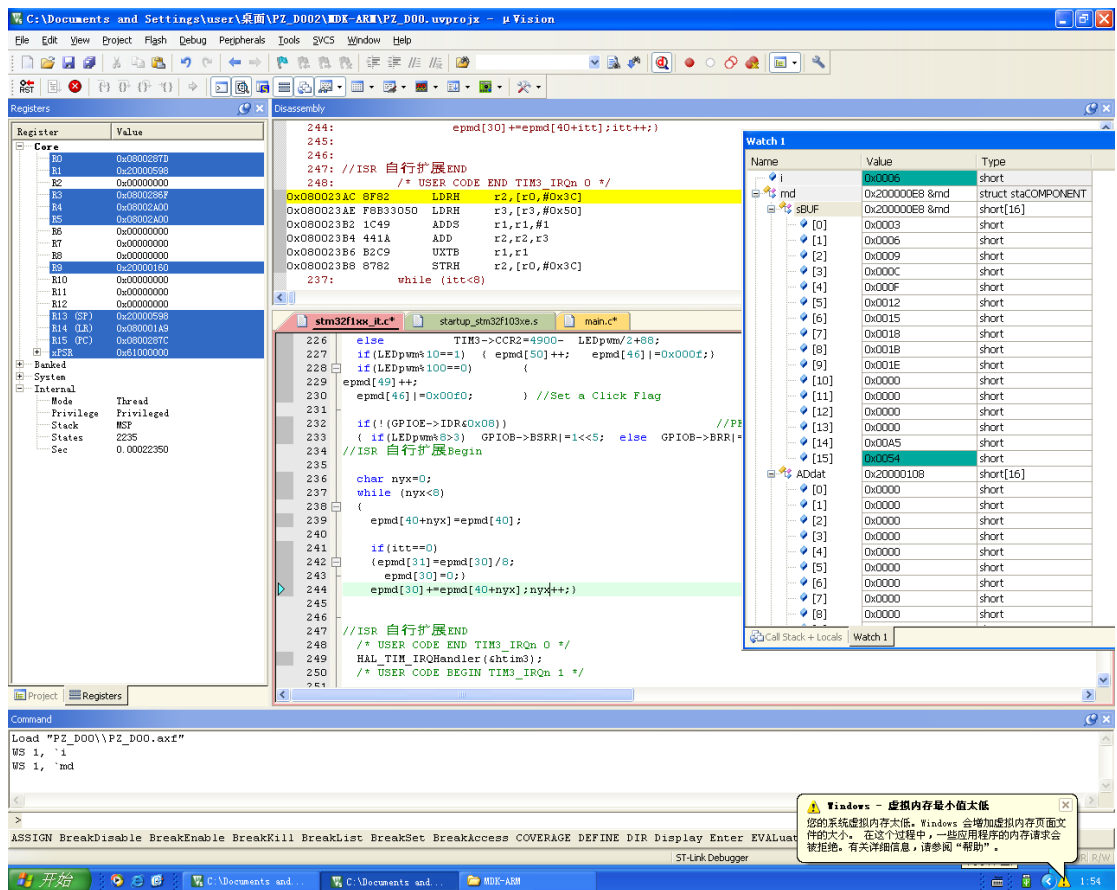 C:\Documents and Settings\user\桌面\PZ_D002\MDK-ARM\PZ_D00.uvprojx - µVision
File Edit View Project Flash Debug Peripherals Tools SVCS Window Help
Registers
Register Value
Core
R0 0x0800287D
R1 0x20000598
R2 0x00000000
R3 0x0800286F
R4 0x08002A00
R5 0x08002A00
R6 0x00000000
R7 0x00000000
R8 0x00000000
R9 0x20000160
R10 0x00000000
R11 0x00000000
R12 0x00000000
R13 (SP) 0x20000598
R14 (LR) 0x080001A9
R15 (PC) 0x0800287C
xPSR 0x61000000
Banked
System
Internal
Mode Thread
Privilege Privileged
Stack MSP
States 2235
Sec 0.00022350
Project Registers
Disassembly
244: epmd[30]+=epmd[40+itt];itt++;}
245:
246:
247: //ISR 自行扩展END
248: /* USER CODE END TIM3_IRQn 0 */
0x080023AC 8F82 LDRH r2,[r0,#0x3C]
0x080023AE F8B33050 LDRH r3,[r3,#0x50]
0x080023B2 1C49 ADDS r1,r1,#1
0x080023B4 441A ADD r2,r2,r3
0x080023B6 B2C9 UXTB r1,r1
0x080023B8 8782 STRH r2,[r0,#0x3C]
237: while (itt<8)
stm32f1xx_it.c* startup_stm32f103xe.s main.c*
226 else TIM3->CCR2=4900- LEDpwm/2+88;
227 if(LEDpwm%10==1) { epmd[50]++; epmd[46]|=0x000f;}
228 if(LEDpwm%100==0) {
229 epmd[49]++;
230 epmd[46]|=0x00f0; } //Set a Click Flag
231
232 if(!(GPIOE->IDR&0x08)) //PE
233 { if(LEDpwm%8>3) GPIOB->BSRR|=1<<5; else GPIOB->BRR|=
234 //ISR 自行扩展Begin
235
236 char nyx=0;
237 while (nyx<8)
238 {
239 epmd[40+nyx]=epmd[40];
240
241 if(itt==0)
242 {epmd[31]=epmd[30]/8;
243 epmd[30]=0;}
244 epmd[30]+=epmd[40+nyx];nyx++;}
245
246
247 //ISR 自行扩展END
248 /* USER CODE END TIM3_IRQn 0 */
249 HAL_TIM_IRQHandler(&htim3);
250 /* USER CODE BEGIN TIM3_IRQn 1 */
251
Watch 1
Name Value Type
i 0x0006 short
md 0x200000E8 &md struct staCOMPONENT
sBUF 0x200000E8 &md short[16]
[0] 0x0003 short
[1] 0x0006 short
[2] 0x0009 short
[3] 0x000C short
[4] 0x000F short
[5] 0x0012 short
[6] 0x0015 short
[7] 0x0018 short
[8] 0x001B short
[9] 0x001E short
[10] 0x0000 short
[11] 0x0000 short
[12] 0x0000 short
[13] 0x0000 short
[14] 0x00A5 short
[15] 0x0054 short
ADdat 0x20000108 short[16]
[0] 0x0000 short
[1] 0x0000 short
[2] 0x0000 short
[3] 0x0000 short
[4] 0x0000 short
[5] 0x0000 short
[6] 0x0000 short
[7] 0x0000 short
[8] 0x0000 short
Call Stack + Locals Watch 1
Command
Load "PZ_D00\\PZ_D00.axf"
WS 1, `i
WS 1, `md
>
ASSIGN BreakDisable BreakEnable BreakKill BreakList BreakSet BreakAccess COVERAGE DEFINE DIR Display Enter EVALuat
ST-Link Debugger
R/W
Windows - 虚拟内存最小值太低
您的系统虚拟内存太低。Windows 会增加虚拟内存页面文
件的大小。 在这个过程中，一些应用程序的内存请求会
被拒绝。有关详细信息，请参阅“帮助”。
开始
C:\Documents and...
C:\Documents and...
MDK-ARM
1:54